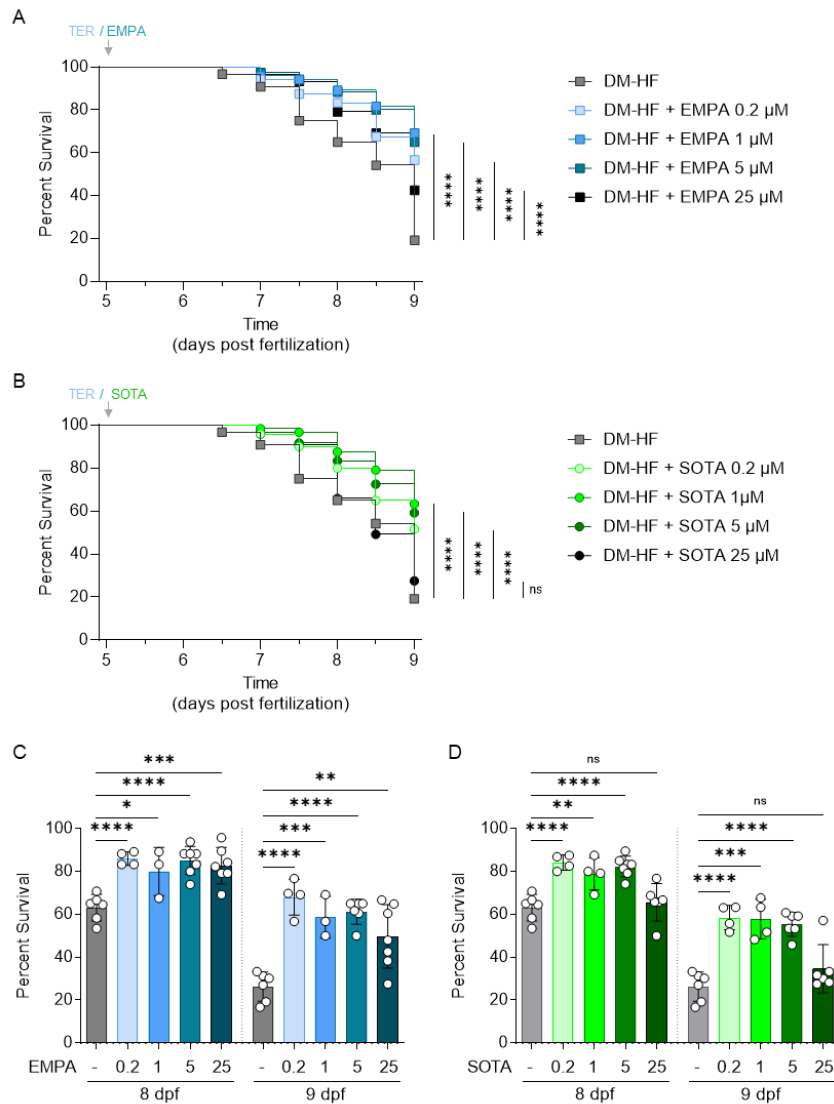 A
TER / EMPA
100
80
60
40
20
0
Percent Survival
5 6 7 8 9
Time
(days post fertilization)
****
****
****
****
DM-HF
DM-HF + EMPA 0.2 µM
DM-HF + EMPA 1 µM
DM-HF + EMPA 5 µM
DM-HF + EMPA 25 µM
B
TER / SOTA
100
80
60
40
20
0
Percent Survival
5 6 7 8 9
Time
(days post fertilization)
****
****
****
ns
DM-HF
DM-HF + SOTA 0.2 µM
DM-HF + SOTA 1µM
DM-HF + SOTA 5 µM
DM-HF + SOTA 25 µM
C
***
****
*
****
**
****
***
****
100
80
60
40
20
0
Percent Survival
EMPA - 0.2 1 5 25 - 0.2 1 5 25
8 dpf 9 dpf
D
ns
****
**
****
ns
****
***
****
100
80
60
40
20
0
Percent Survival
SOTA - 0.2 1 5 25 - 0.2 1 5 25
8 dpf 9 dpf